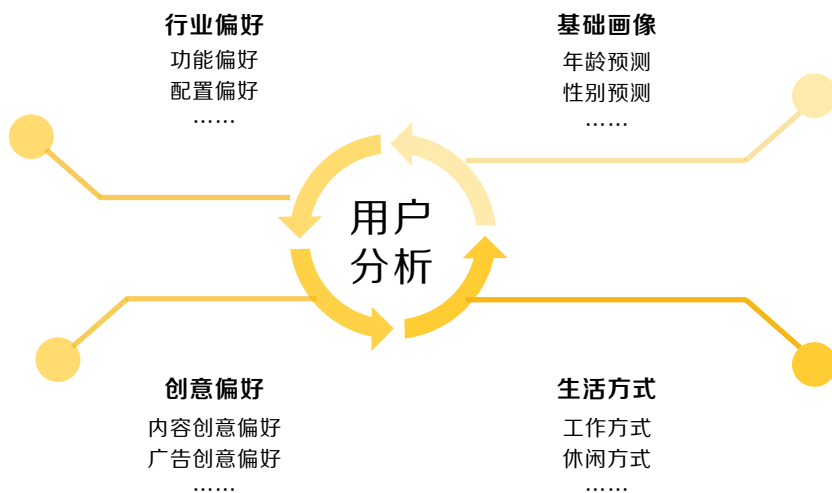 行业偏好
功能偏好
配置偏好
……
基础画像
年龄预测
性别预测
……
用户
分析
创意偏好
内容创意偏好
广告创意偏好
……
生活方式
工作方式
休闲方式
……